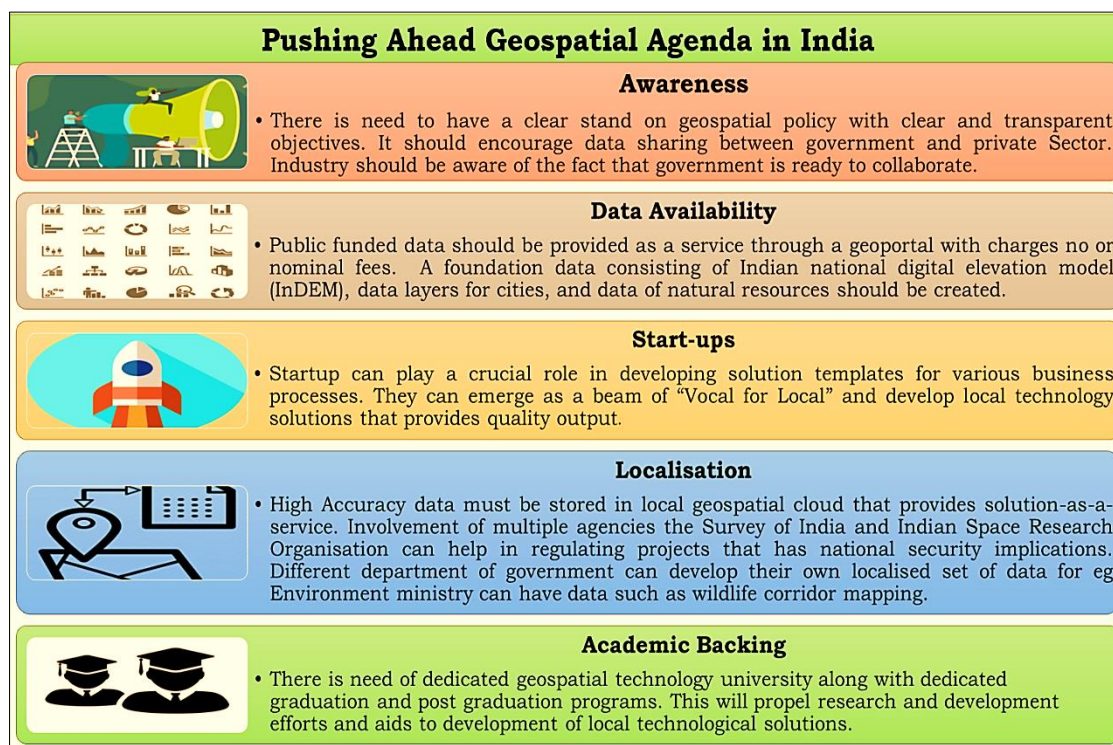 Pushing Ahead Geospatial Agenda in India
Awareness
• There is need to have a clear stand on geospatial policy with clear and transparent
objectives. It should encourage data sharing between government and private Sector.
Industry should be aware of the fact that government is ready to collaborate.
Data Availability
• Public funded data should be provided as a service through a geoportal with charges no or
nominal fees. A foundation data consisting of Indian national digital elevation model
(InDEM), data layers for cities, and data of natural resources should be created.
Start-ups
• Startup can play a crucial role in developing solution templates for various business
processes. They can emerge as a beam of “Vocal for Local” and develop local technology
solutions that provides quality output.
Localisation
• High Accuracy data must be stored in local geospatial cloud that provides solution-as-a-
service. Involvement of multiple agencies the Survey of India and Indian Space Research
Organisation can help in regulating projects that has national security implications.
Different department of government can develop their own localised set of data for eg
Environment ministry can have data such as wildlife corridor mapping.
Academic Backing
• There is need of dedicated geospatial technology university along with dedicated
graduation and post graduation programs. This will propel research and development
efforts and aids to development of local technological solutions.